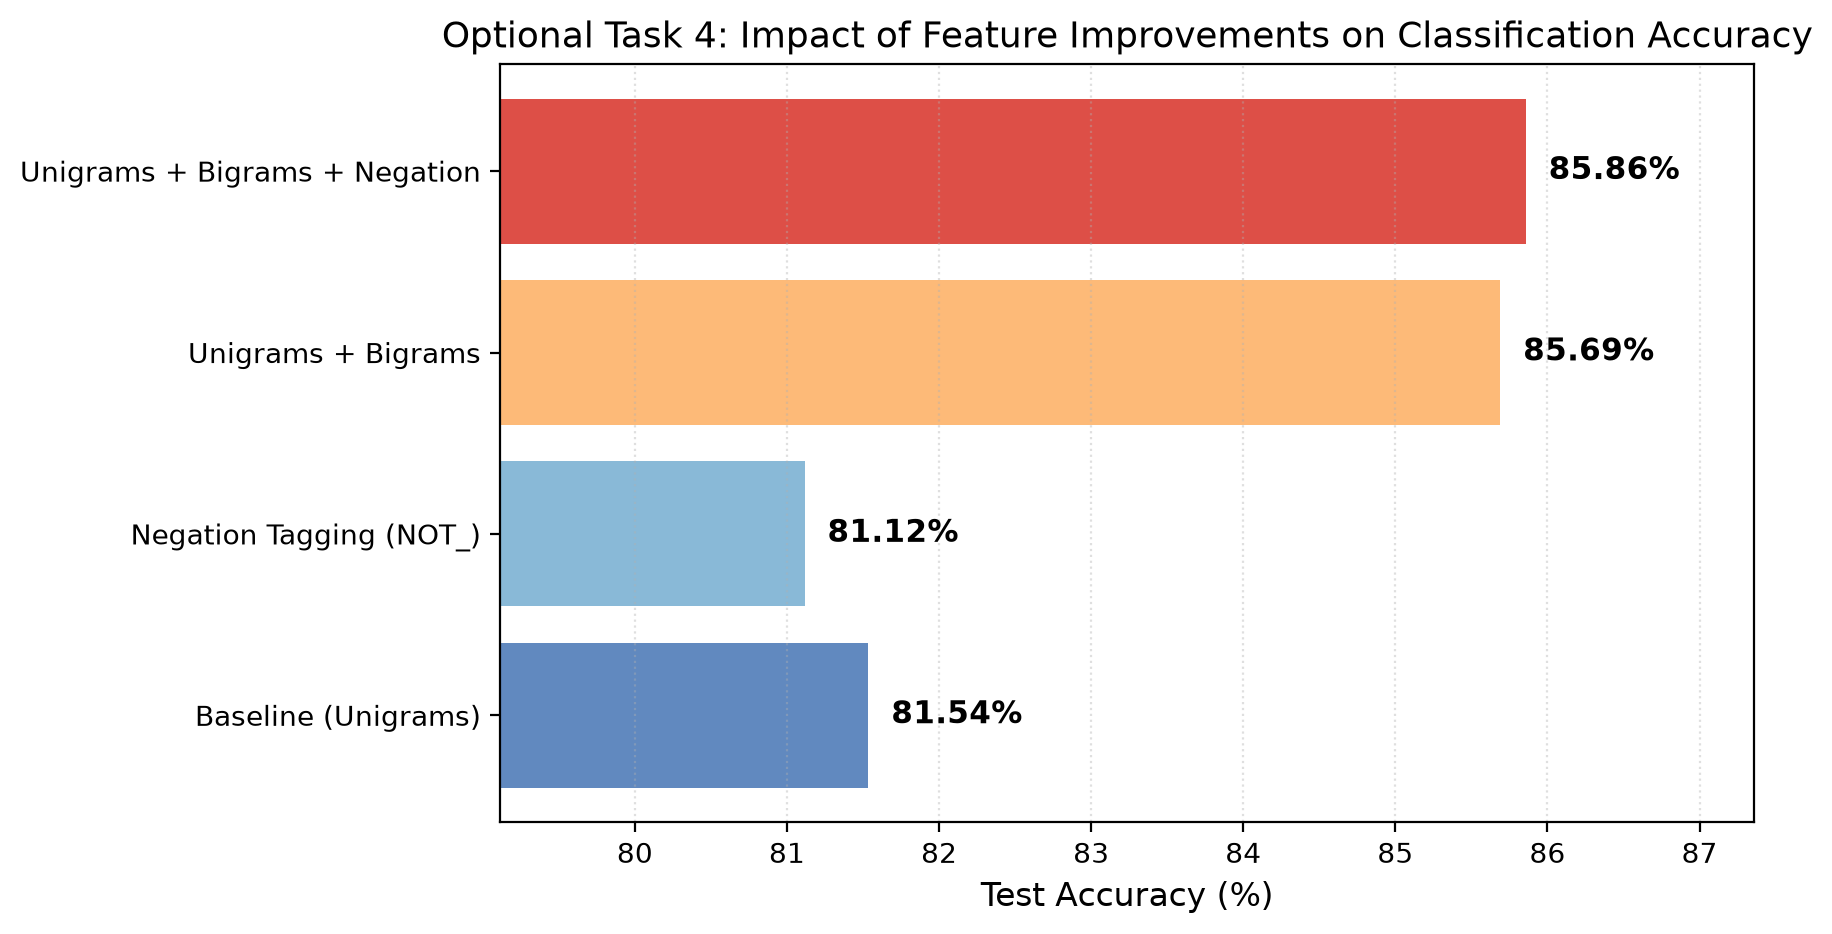 Optional Task 4: Impact of Feature Improvements on Classification Accuracy
Unigrams + Bigrams + Negation
85.86%
Unigrams + Bigrams
85.69%
Negation Tagging (NOT_)
81.12%
Baseline (Unigrams)
81.54%
80 81 82 83 84 85 86 87
Test Accuracy (%)